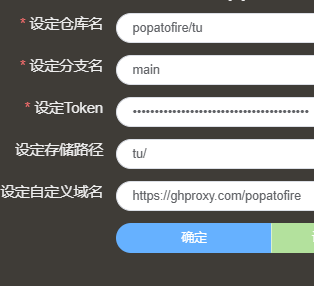 * 设定仓库名 popatofire/tu
* 设定分支名 main
* 设定Token ••••••••••••••••••••••••••••••••••••••••
设定存储路径 tu/
设定自定义域名 https://ghproxy.com/popatofire
确定